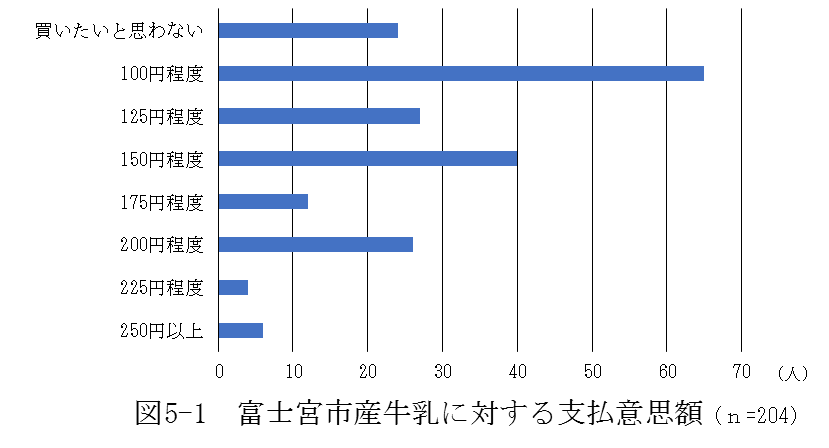 買いたいと思わない
100円程度
125円程度
150円程度
175円程度
200円程度
225円程度
250円以上
0 10 20 30 40 50 60 70 (人)
図5-1 富士宮市産牛乳に対する支払意思額(n=204)